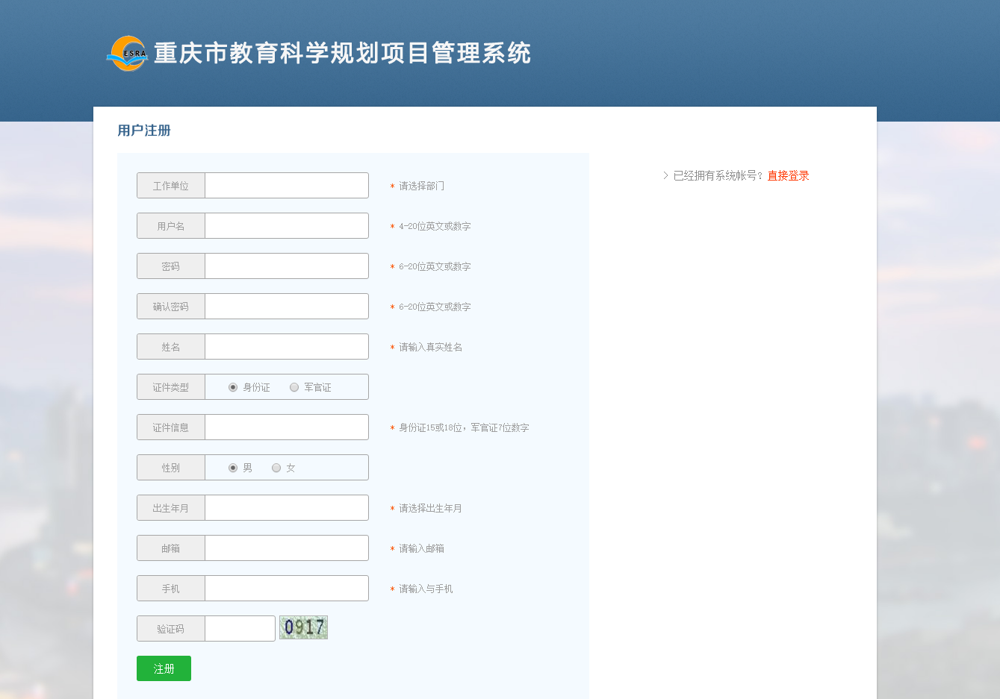 ESRA 重庆市教育科学规划项目管理系统
用户注册
工作单位 * 请选择部门
用户名 * 4-20位英文或数字
密码 * 6-20位英文或数字
确认密码 * 6-20位英文或数字
姓名 * 请输入真实姓名
证件类型 身份证 军官证
证件信息 * 身份证15或18位，军官证7位数字
性别 男 女
出生年月 * 请选择出生年月
邮箱 * 请输入邮箱
手机 * 请输入与手机
验证码 0917
注册
> 已经拥有系统帐号？直接登录